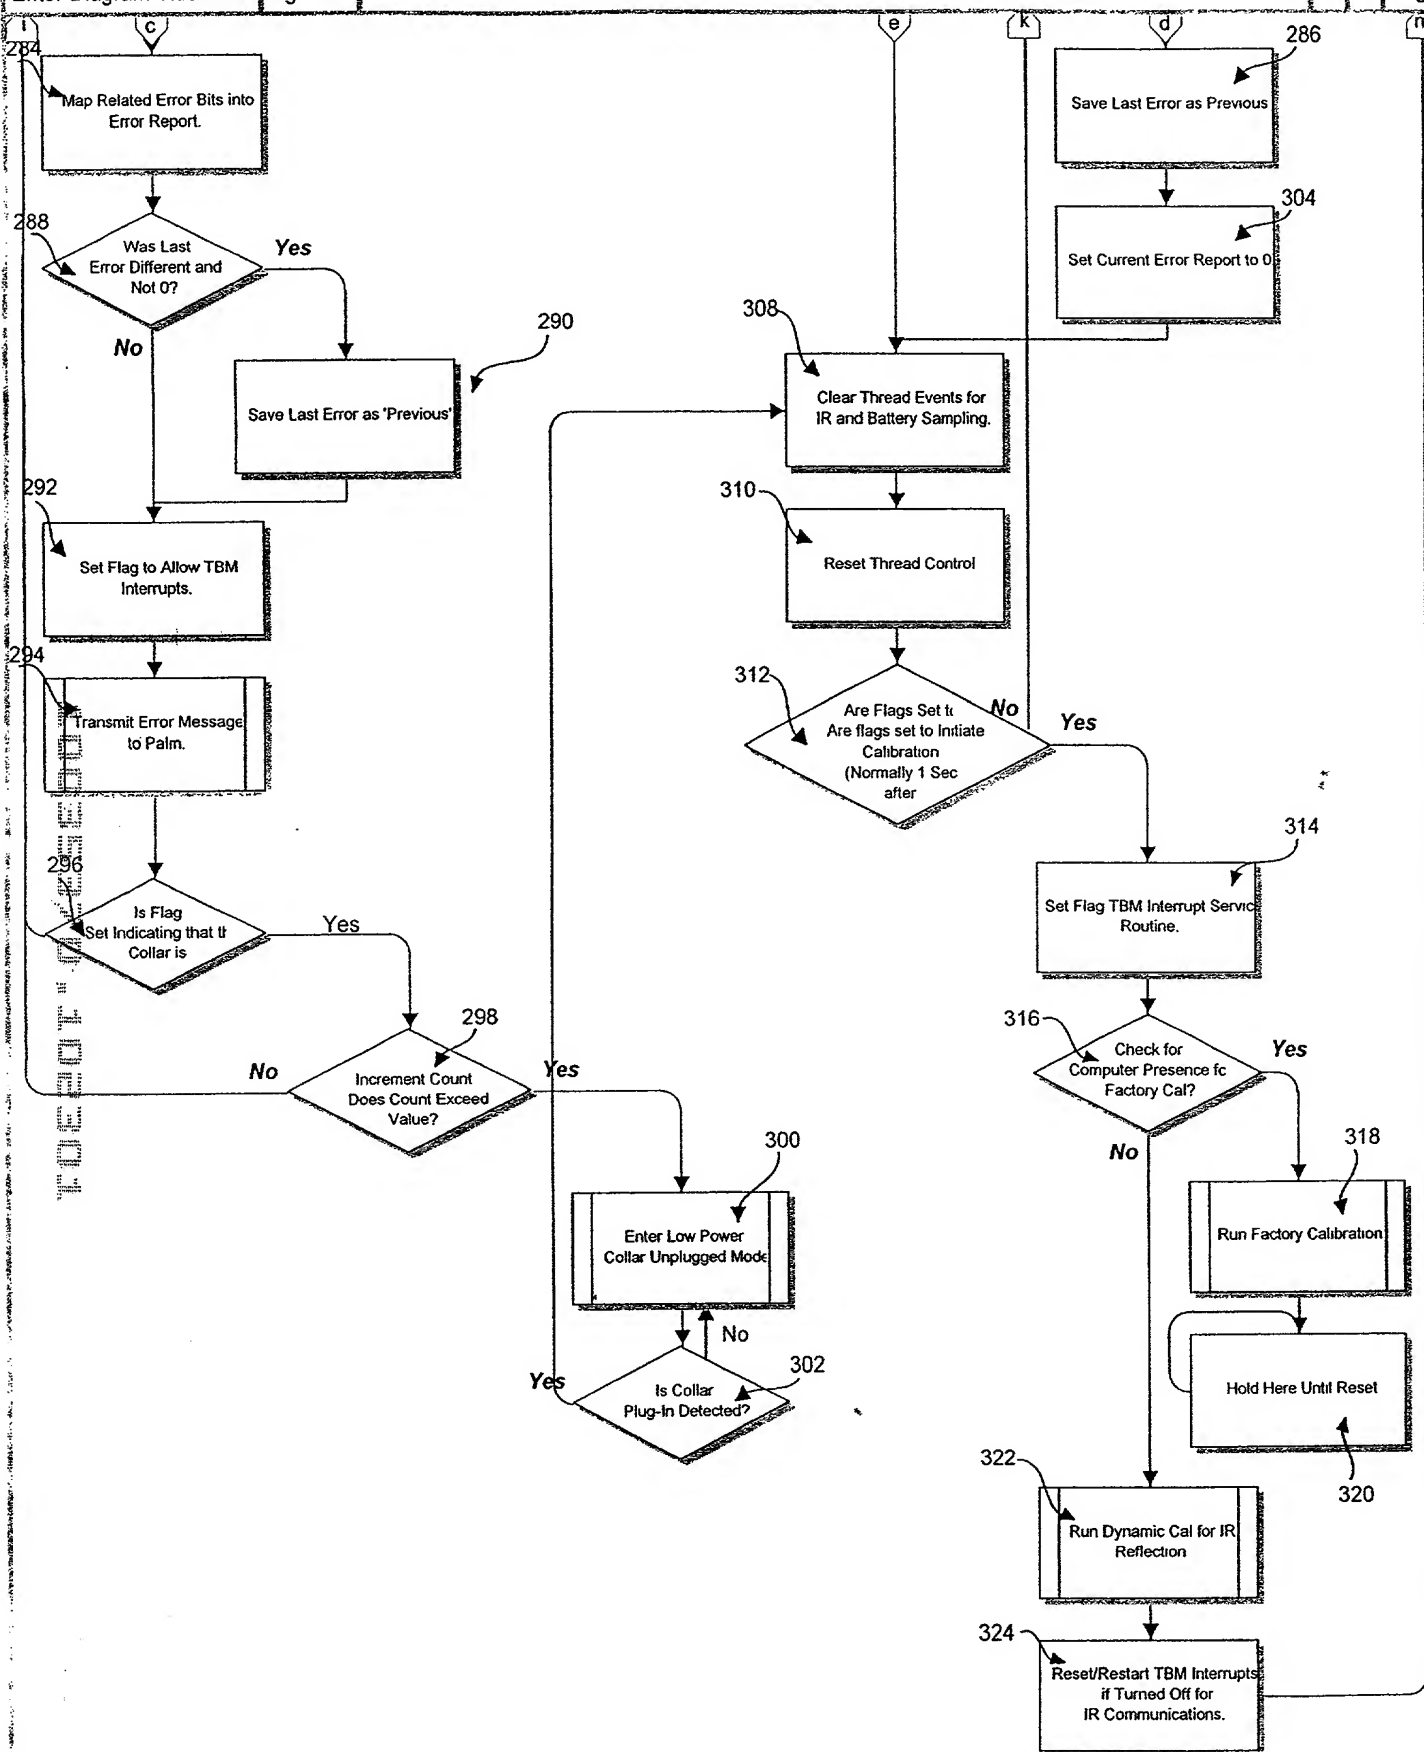 c
e
k
d
284
Map Related Error Bits into
Error Report.
286
Save Last Error as Previous
288
Was Last
Error Different and
Not 0?
Yes
No
304
Set Current Error Report to 0
290
Save Last Error as 'Previous'
308
Clear Thread Events for
IR and Battery Sampling.
292
Set Flag to Allow TBM
Interrupts.
310
Reset Thread Control
294
Transmit Error Message
to Palm.
312
Are Flags Set to
Are flags set to Initiate
Calibration
(Normally 1 Sec
after
No
Yes
296
Is Flag
Set Indicating that th
Collar is
Yes
314
Set Flag TBM Interrupt Servic
Routine.
298
Increment Count
Does Count Exceed
Value?
No
Yes
316
Check for
Computer Presence fo
Factory Cal?
Yes
No
300
Enter Low Power
Collar Unplugged Mode
No
302
Is Collar
Plug-In Detected?
Yes
318
Run Factory Calibration
Hold Here Until Reset
320
322
Run Dynamic Cal for IR
Reflection
324
Reset/Restart TBM Interrupts
if Turned Off for
IR Communications.